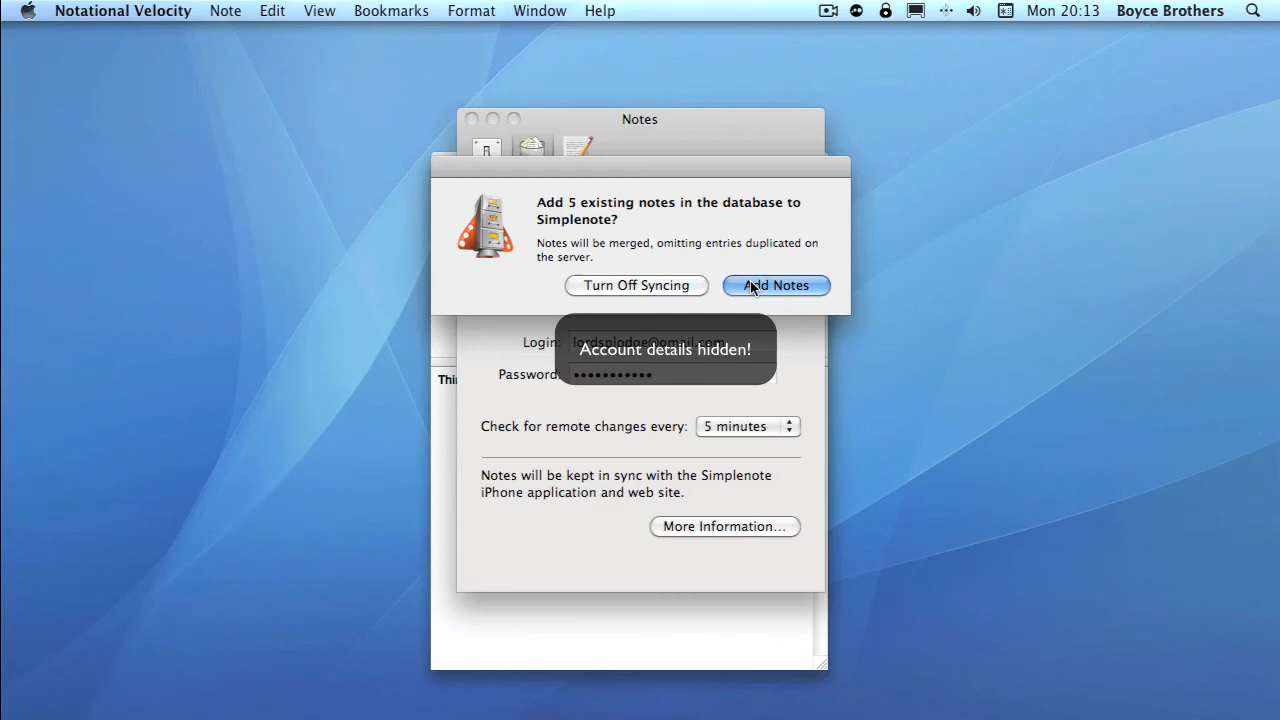 Notational Velocity Note Edit View Bookmarks Format Window Help Mon 20:13 Boyce Brothers
Notes
Add 5 existing notes in the database to
Simplenote?
Notes will be merged, omitting entries duplicated on
the server.
Turn Off Syncing Add Notes
Login:
Account details hidden!
Password: •••••••••••
Thi
Check for remote changes every: 5 minutes
Notes will be kept in sync with the Simplenote
iPhone application and web site.
More Information...